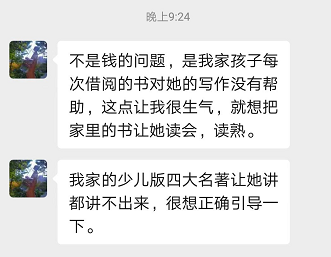 晚上9:24
不是钱的问题，是我家孩子每
次借阅的书对她的写作没有帮
助，这点让我很生气，就想把
家里的书让她读会，读熟。
我家的少儿版四大名著让她讲
都讲不出来，很想正确引导一
下。